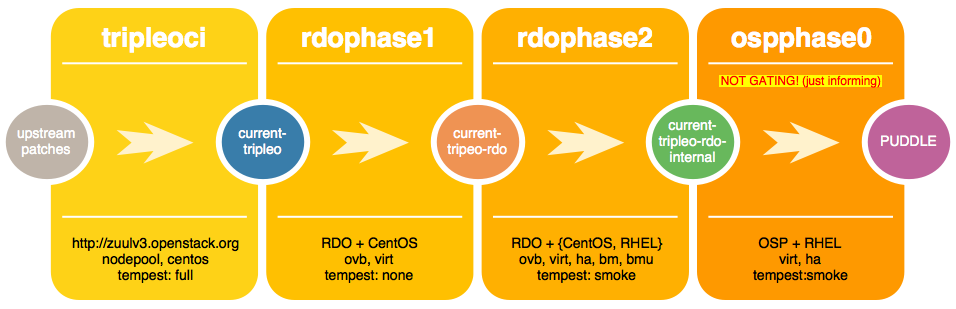 tripleoci
rdophase1
rdophase2
ospphase0
NOT GATING! (just informing)
upstream
patches
current-
tripleo
current-
tripeo-rdo
current-
tripleo-rdo-
internal
PUDDLE
http://zuulv3.openstack.org
nodepool, centos
tempest: full
RDO + CentOS
ovb, virt
tempest: none
RDO + {CentOS, RHEL}
ovb, virt, ha, bm, bmu
tempest: smoke
OSP + RHEL
virt, ha
tempest:smoke